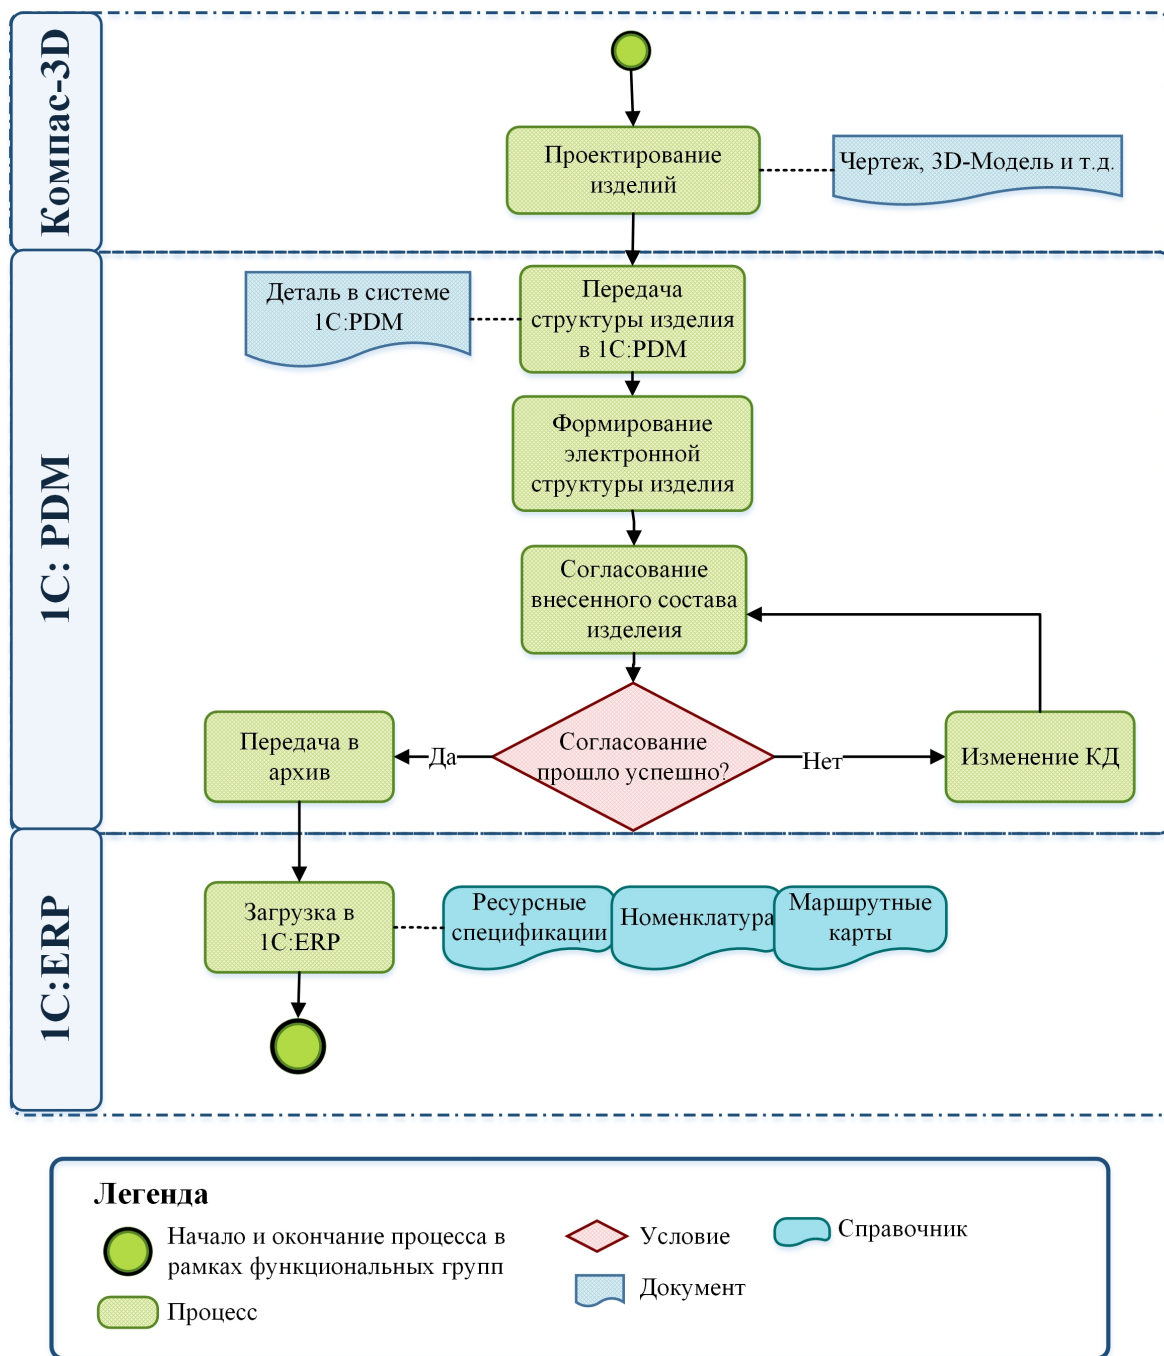 Компас-3D
Проектирование
изделий
Чертеж, 3D-Модель и т.д.
1С: PDM
Деталь в системе
1С:PDM
Передача
структуры изделия
в 1С:PDM
Формирование
электронной
структуры изделия
Согласование
внесенного состава
изделеия
Согласование
прошло успешно?
Да
Нет
Передача в
архив
Изменение КД
1С:ERP
Загрузка в
1С:ERP
Ресурсные
спецификации
Номенклатура
Маршрутные
карты
Легенда
Начало и окончание процесса в
рамках функциональных групп
Процесс
Условие
Документ
Справочник